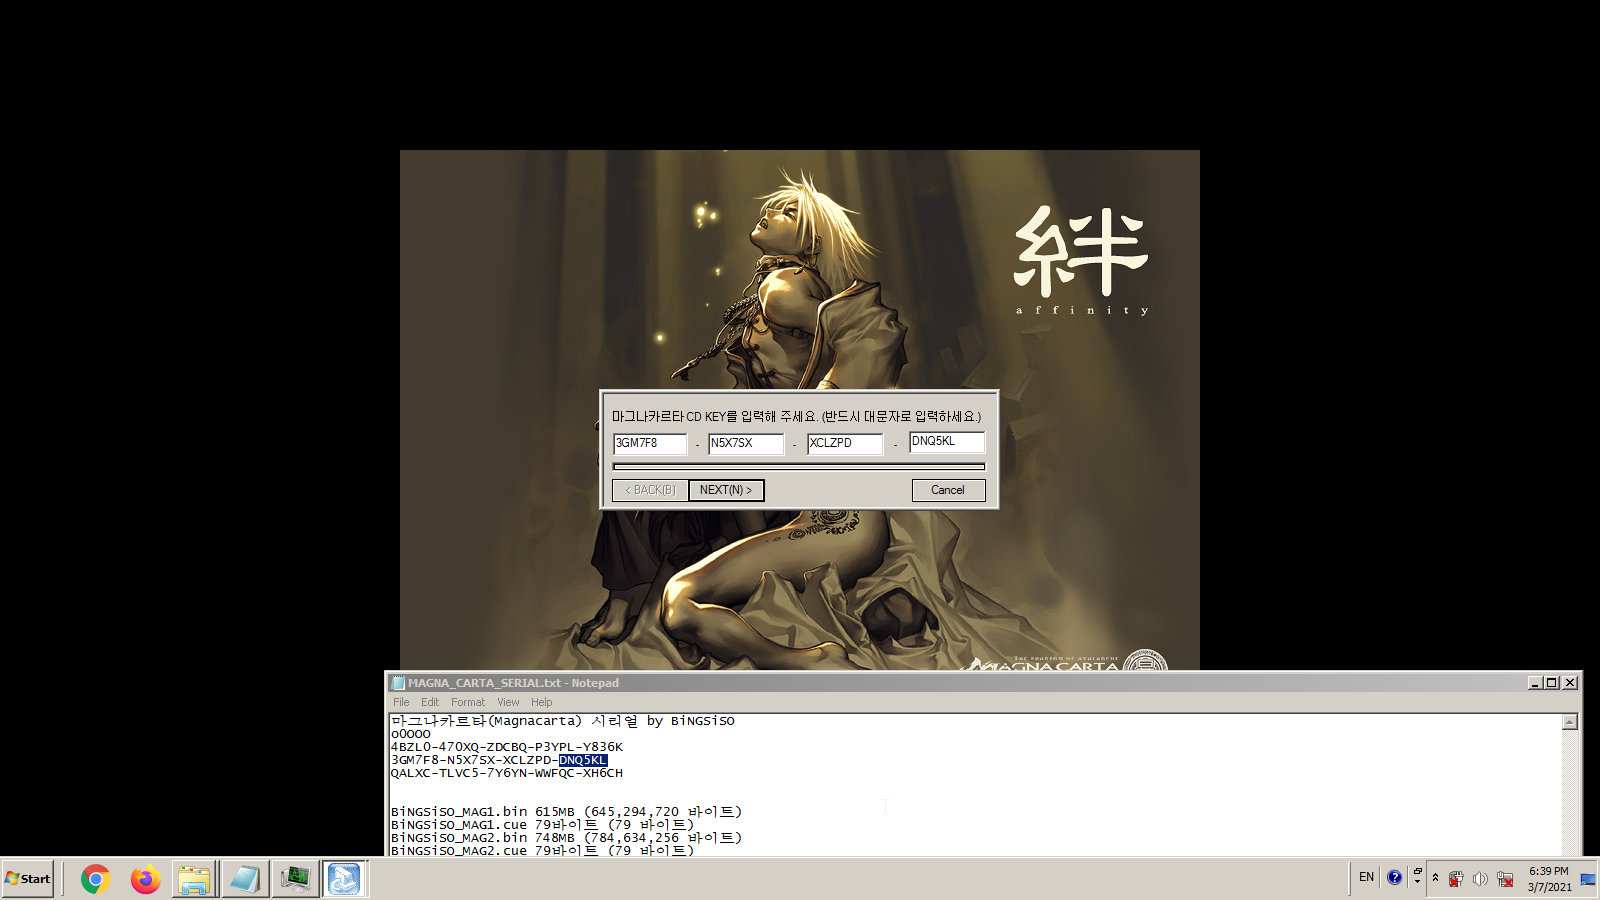 絆
affinity
마그나카르타 CD KEY를 입력해 주세요. (반드시 대문자로 입력하세요.)
3GM7F8 - N5X7SX - XCLZPD - DNQ5KL
< BACK(B) NEXT(N) > Cancel
THE PHANTOM OF AVALANCHE
MAGNA CARTA
MAGNA_CARTA_SERIAL.txt - Notepad
File Edit Format View Help
마그나카르타(Magnacarta) 시리얼 by BiNGSiSO
oOOOO
4BZL0-470XQ-ZDCBQ-P3YPL-Y836K
3GM7F8-N5X7SX-XCLZPD-DNQ5KL
QALXC-TLVC5-7Y6YN-WWFQC-XH6CH
BiNGSiSO_MAG1.bin 615MB (645,294,720 바이트)
BiNGSiSO_MAG1.cue 79바이트 (79 바이트)
BiNGSiSO_MAG2.bin 748MB (784,634,256 바이트)
BiNGSiSO_MAG2.cue 79바이트 (79 바이트)
Start EN 6:39 PM
3/7/2021